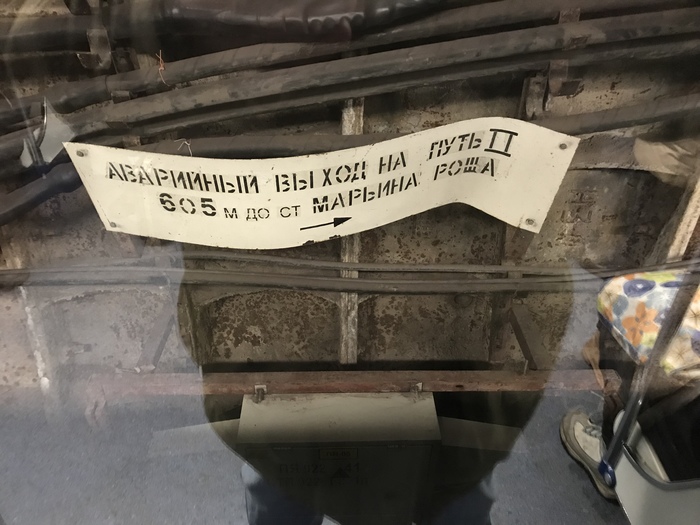 АВАРИЙНЫЙ ВЫХОД НА ПУТЬ II
605 М ДО СТ МАРЬИНА РОЩА